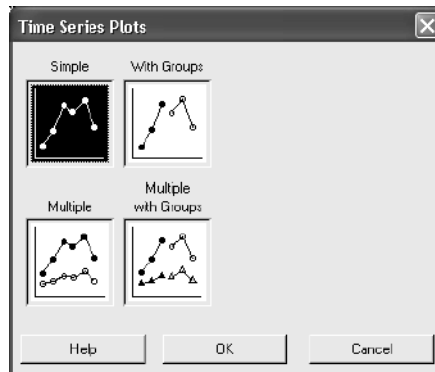 Time Series Plots
Simple
With Groups
Multiple
Multiple
with Groups
Help
OK
Cancel